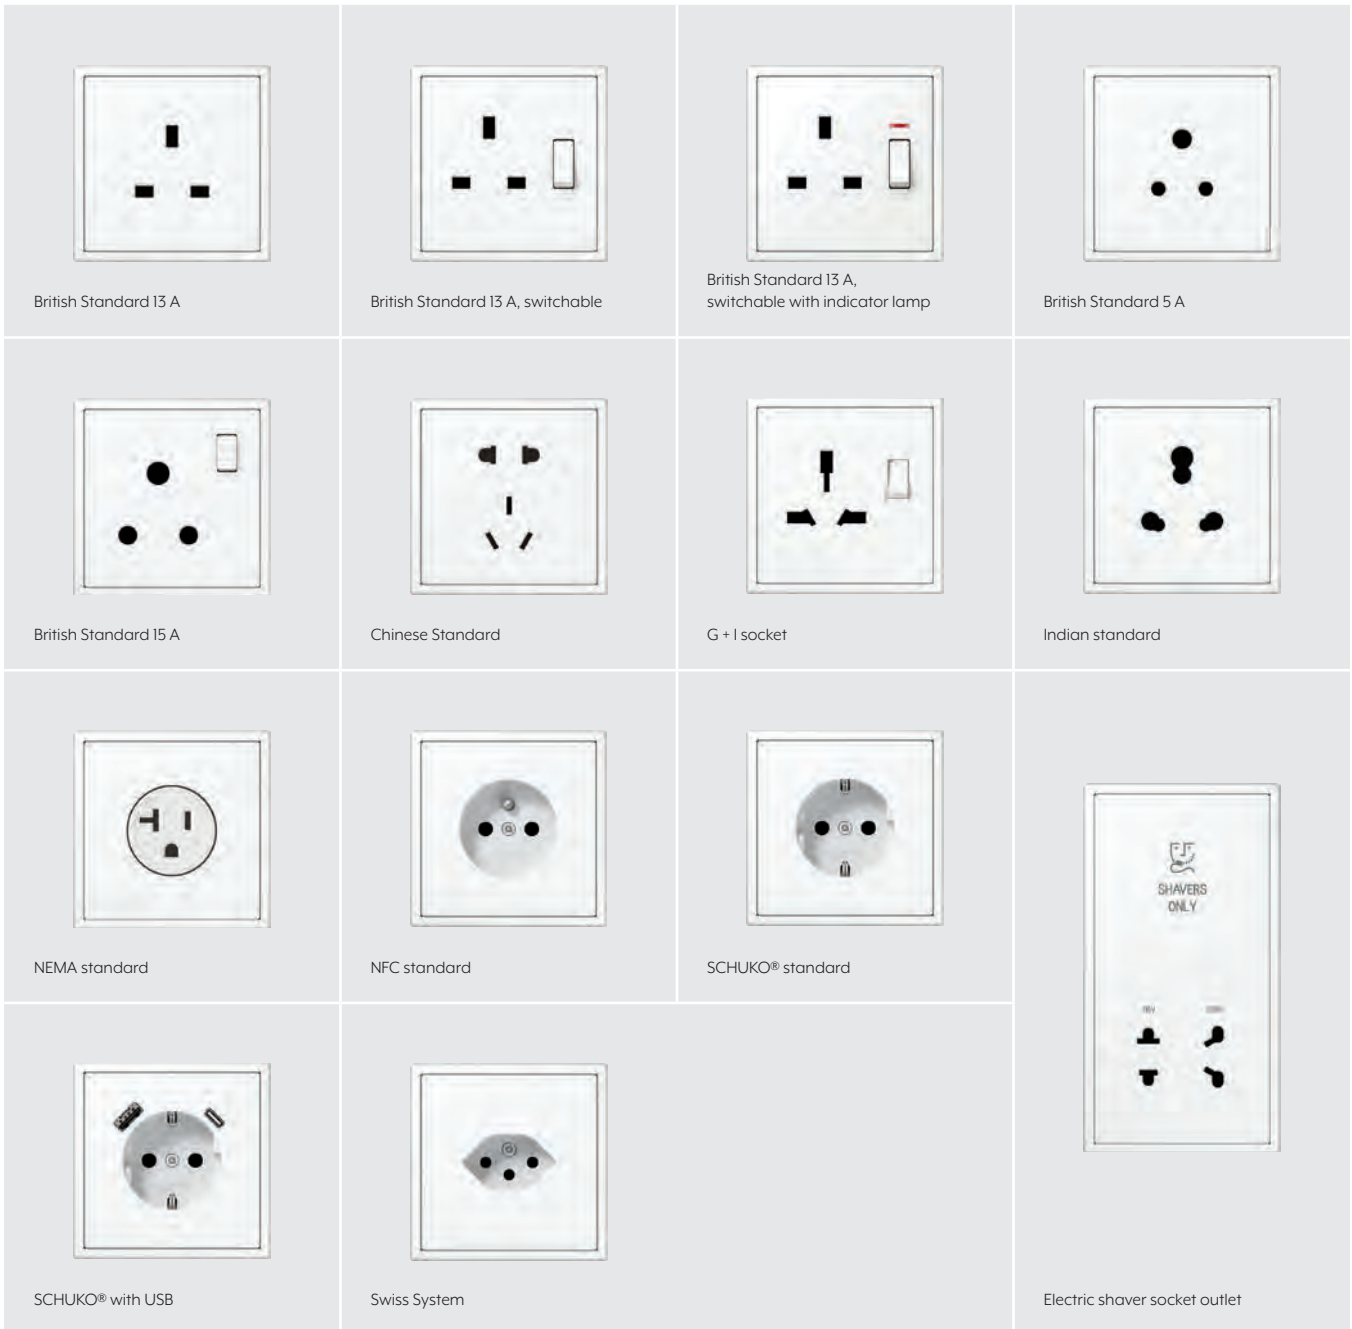 British Standard 13 A
British Standard 13 A, switchable
British Standard 13 A,
switchable with indicator lamp
British Standard 5 A
British Standard 15 A
Chinese Standard
G + I socket
Indian standard
NEMA standard
NFC standard
SCHUKO® standard
SHAVERS
ONLY
SCHUKO® with USB
Swiss System
Electric shaver socket outlet